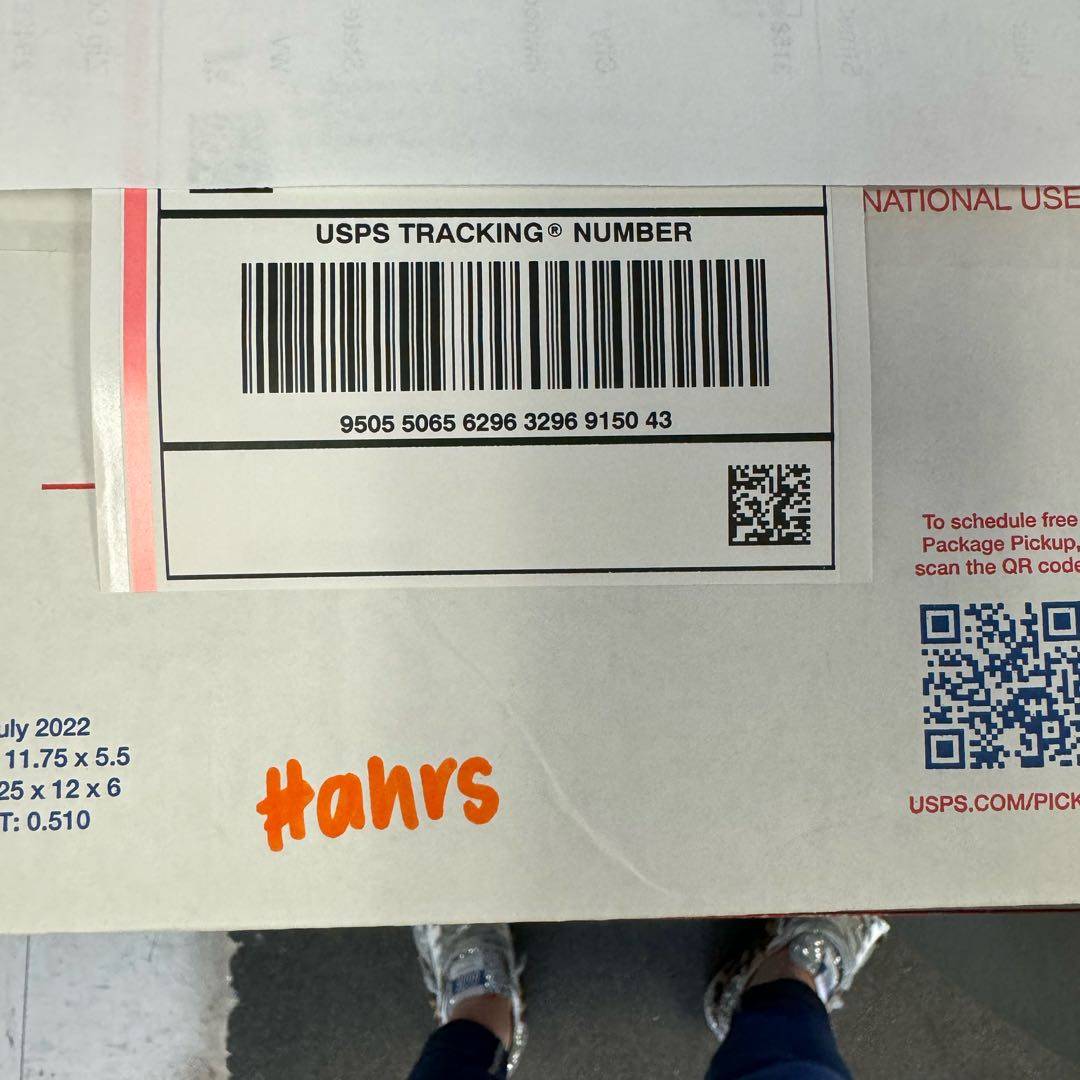 NATIONAL USE
USPS TRACKING® NUMBER
9505 5065 6296 3296 9150 43
To schedule free
Package Pickup,
scan the QR code
USPS.COM/PICK
uly 2022
11.75 x 5.5
25 x 12 x 6
T: 0.510
#ahrs